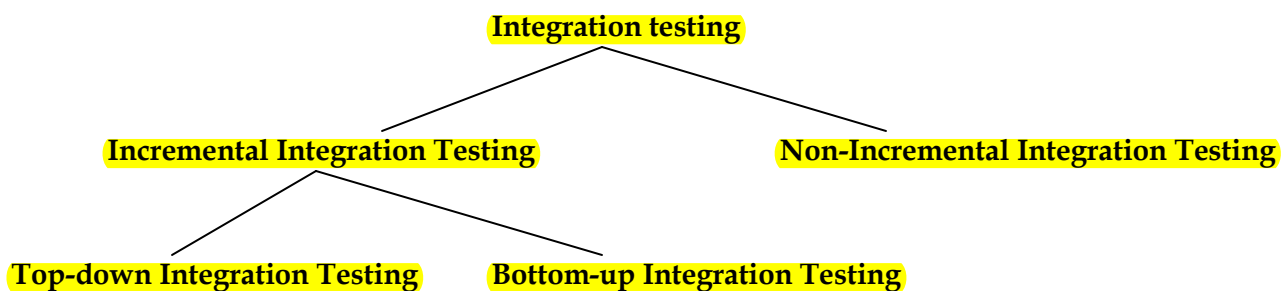 Integration testing
Incremental Integration Testing
Non-Incremental Integration Testing
Top-down Integration Testing
Bottom-up Integration Testing